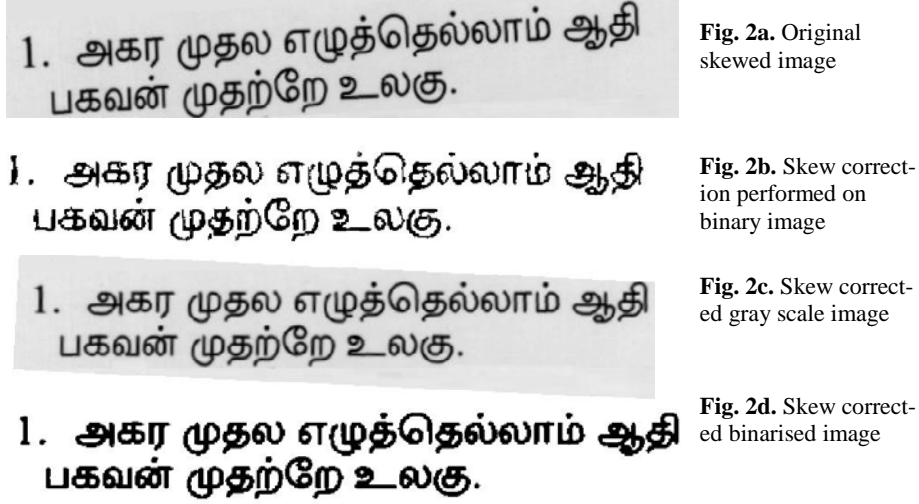 1. அகர முதல எழுத்தெல்லாம் ஆதி
பகவன் முதற்றே உலகு.
Fig. 2a. Original
skewed image
1. அகர முதல எழுத்தெல்லாம் ஆதி
பகவன் முதற்றே உலகு.
Fig. 2b. Skew correct-
ion performed on
binary image
1. அகர முதல எழுத்தெல்லாம் ஆதி
பகவன் முதற்றே உலகு.
Fig. 2c. Skew correct-
ed gray scale image
1. அகர முதல எழுத்தெல்லாம் ஆதி
பகவன் முதற்றே உலகு.
Fig. 2d. Skew correct-
ed binarised image